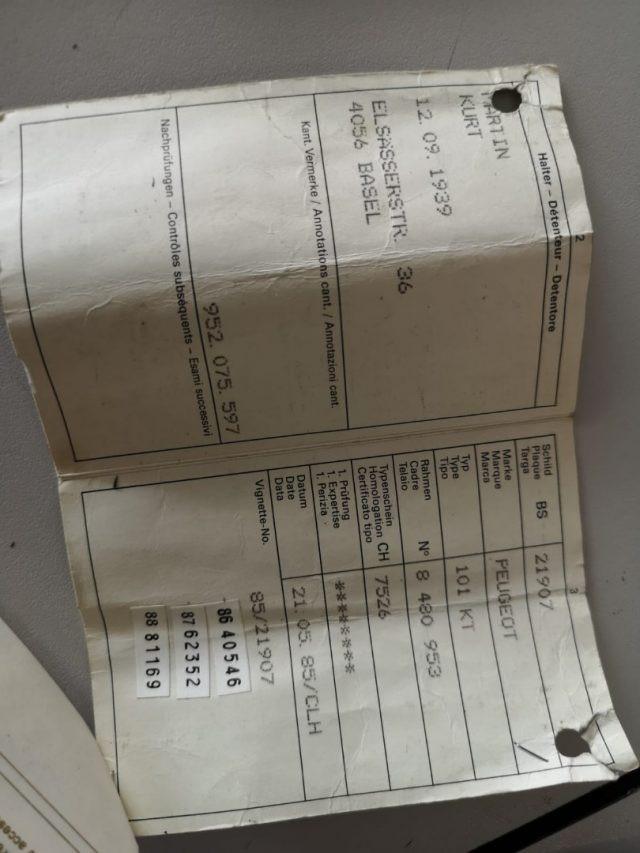 2
Halter – Détenteur – Detentore
MARTIN
KURT
12. 09. 1939
ELSÄSSERSTR. 36
4056 BASEL
Kant. Vermerke / Annotations cant. / Annotazioni cant.
952. 075. 597
Nachprüfungen – Contrôles subséquents – Esami successivi
3
Schild
Plaque BS 21907
Targa
Marke
Marque PEUGEOT
Marca
Typ
Type 101 KT
Tipo
Rahmen
Cadre N° 8 480 953
Telaio
Typenschein
Homologation CH 7526
Certificato tipo
1. Prüfung
1. Expertise *******
1. Perizia
Datum
Date 21. 05. 85/CLH
Data
Vignette-No. 85/21907
86 40546
87 62352
88 81169